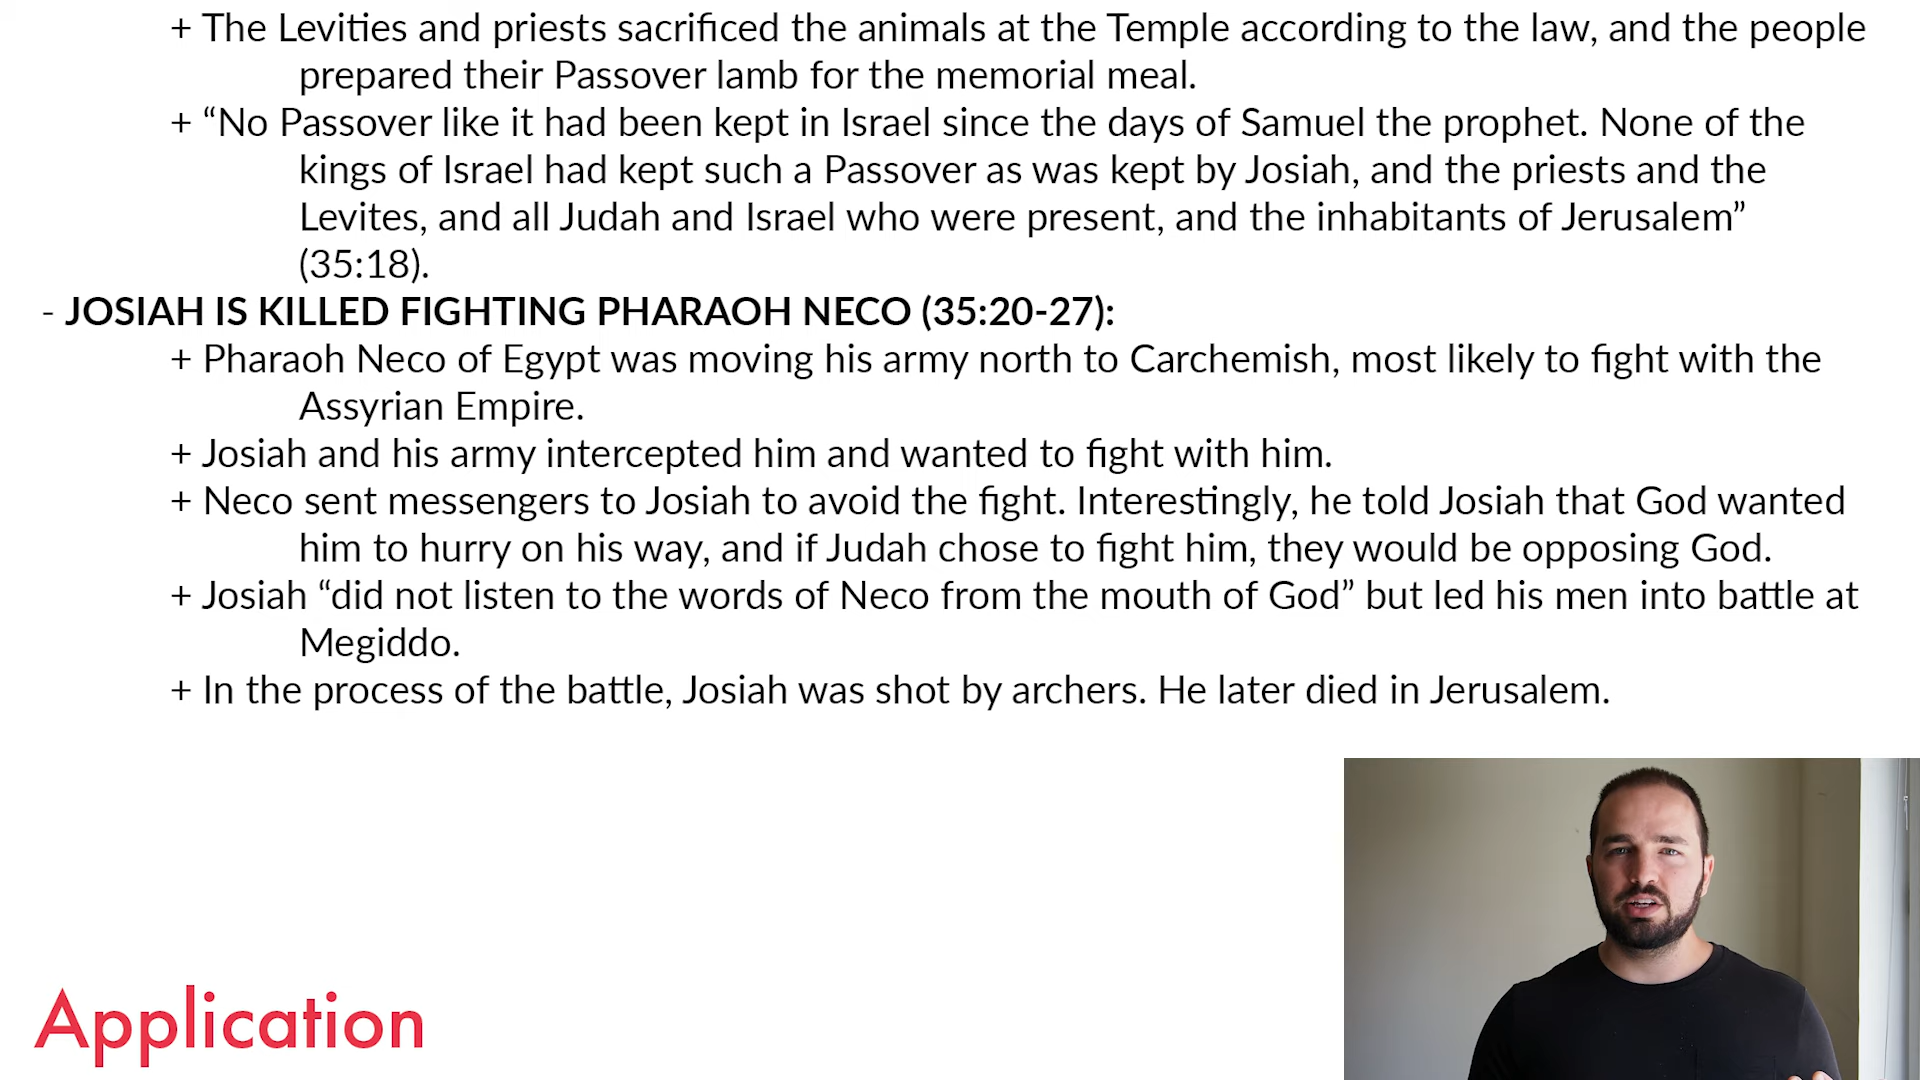 + The Levities and priests sacrificed the animals at the Temple according to the law, and the people
prepared their Passover lamb for the memorial meal.
+ “No Passover like it had been kept in Israel since the days of Samuel the prophet. None of the
kings of Israel had kept such a Passover as was kept by Josiah, and the priests and the
Levites, and all Judah and Israel who were present, and the inhabitants of Jerusalem”
(35:18).
- JOSIAH IS KILLED FIGHTING PHARAOH NECO (35:20-27):
+ Pharaoh Neco of Egypt was moving his army north to Carchemish, most likely to fight with the
Assyrian Empire.
+ Josiah and his army intercepted him and wanted to fight with him.
+ Neco sent messengers to Josiah to avoid the fight. Interestingly, he told Josiah that God wanted
him to hurry on his way, and if Judah chose to fight him, they would be opposing God.
+ Josiah “did not listen to the words of Neco from the mouth of God” but led his men into battle at
Megiddo.
+ In the process of the battle, Josiah was shot by archers. He later died in Jerusalem.
Application